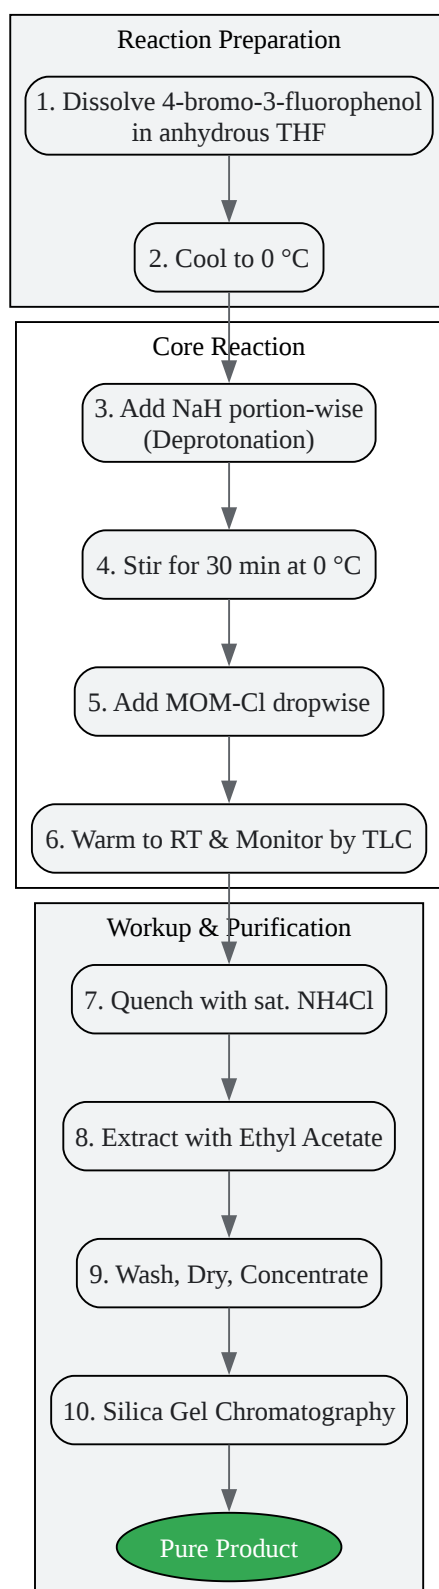 Reaction Preparation
1. Dissolve 4-bromo-3-fluorophenol
in anhydrous THF
2. Cool to 0 °C
Core Reaction
3. Add NaH portion-wise
(Deprotonation)
4. Stir for 30 min at 0 °C
5. Add MOM-Cl dropwise
6. Warm to RT & Monitor by TLC
Workup & Purification
7. Quench with sat. NH4Cl
8. Extract with Ethyl Acetate
9. Wash, Dry, Concentrate
10. Silica Gel Chromatography
Pure Product